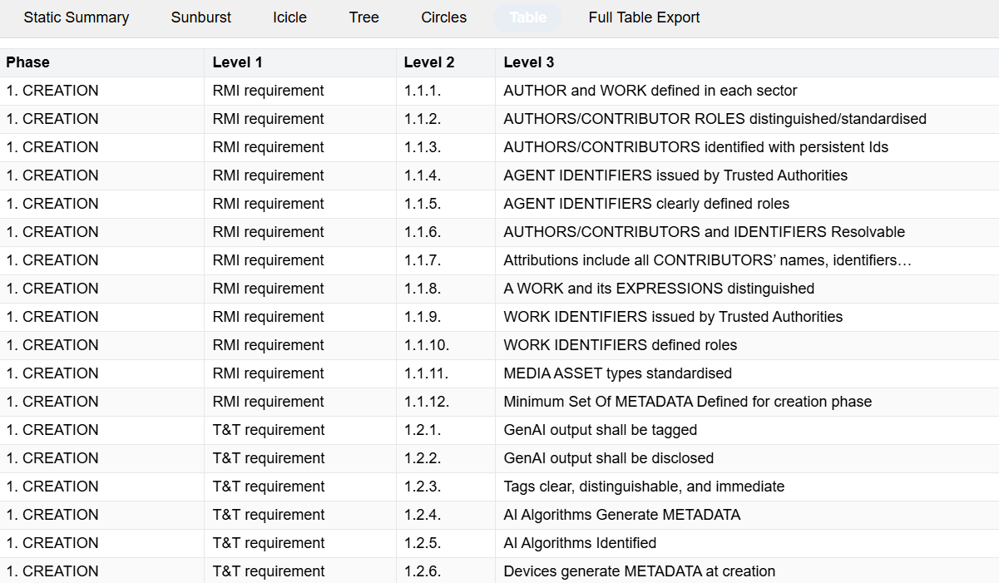 Static Summary Sunburst Icicle Tree Circles Table Full Table Export
Phase Level 1 Level 2 Level 3
1. CREATION RMI requirement 1.1.1. AUTHOR and WORK defined in each sector
1. CREATION RMI requirement 1.1.2. AUTHORS/CONTRIBUTOR ROLES distinguished/standardised
1. CREATION RMI requirement 1.1.3. AUTHORS/CONTRIBUTORS identified with persistent Ids
1. CREATION RMI requirement 1.1.4. AGENT IDENTIFIERS issued by Trusted Authorities
1. CREATION RMI requirement 1.1.5. AGENT IDENTIFIERS clearly defined roles
1. CREATION RMI requirement 1.1.6. AUTHORS/CONTRIBUTORS and IDENTIFIERS Resolvable
1. CREATION RMI requirement 1.1.7. Attributions include all CONTRIBUTORS’ names, identifiers…
1. CREATION RMI requirement 1.1.8. A WORK and its EXPRESSIONS distinguished
1. CREATION RMI requirement 1.1.9. WORK IDENTIFIERS issued by Trusted Authorities
1. CREATION RMI requirement 1.1.10. WORK IDENTIFIERS defined roles
1. CREATION RMI requirement 1.1.11. MEDIA ASSET types standardised
1. CREATION RMI requirement 1.1.12. Minimum Set Of METADATA Defined for creation phase
1. CREATION T&T requirement 1.2.1. GenAI output shall be tagged
1. CREATION T&T requirement 1.2.2. GenAI output shall be disclosed
1. CREATION T&T requirement 1.2.3. Tags clear, distinguishable, and immediate
1. CREATION T&T requirement 1.2.4. AI Algorithms Generate METADATA
1. CREATION T&T requirement 1.2.5. AI Algorithms Identified
1. CREATION T&T requirement 1.2.6. Devices generate METADATA at creation